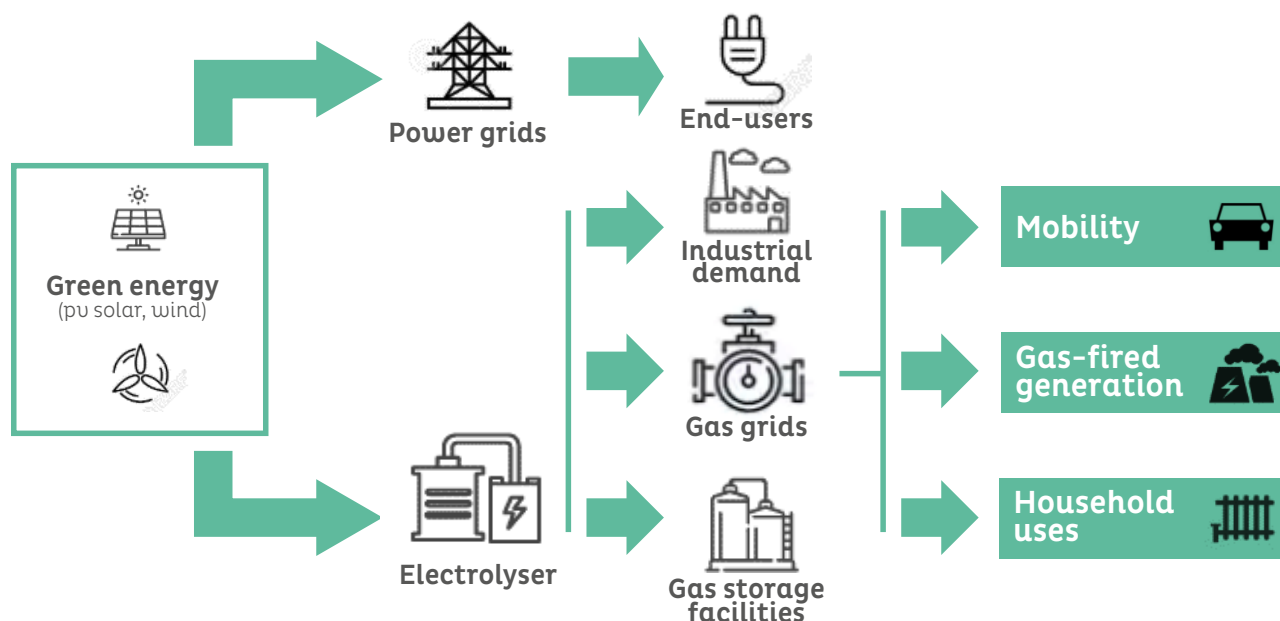 Power grids
End-users
Green energy
(pv solar, wind)
Industrial
demand
Mobility
Gas grids
Gas-fired
generation
Electrolyser
Gas storage
facilities
Household
uses